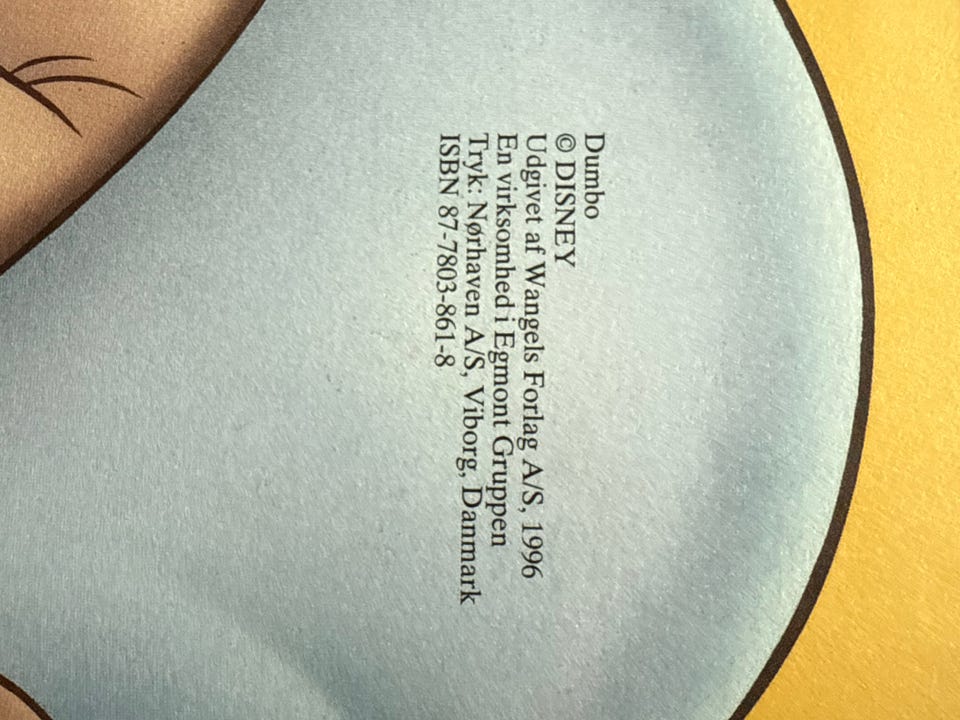 Dumbo
© DISNEY
Udgivet af Wangels Forlag A/S, 1996
En virksomhed i Egmont Gruppen
Tryk: Nørhaven A/S, Viborg, Danmark
ISBN 87-7803-861-8